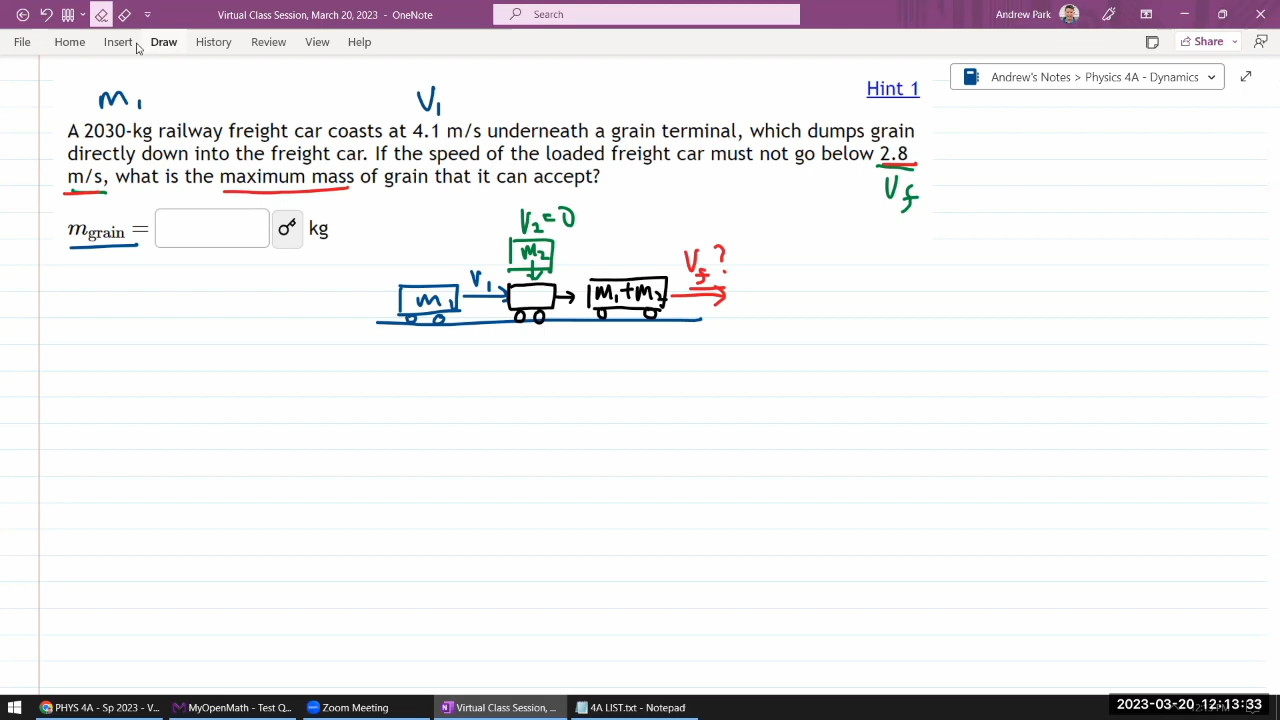 Virtual Class Session, March 20, 2023 - OneNote
Search
Andrew Park
File Home Insert Draw History Review View Help
Share
Andrew's Notes > Physics 4A - Dynamics
m₁ v₁
Hint 1
A 2030-kg railway freight car coasts at 4.1 m/s underneath a grain terminal, which dumps grain
directly down into the freight car. If the speed of the loaded freight car must not go below 2.8
m/s, what is the maximum mass of grain that it can accept?
v_f
m_grain = kg
v₂=0
m₂
v_f ?
v₁
m₁
m₁+m₂
PHYS 4A - Sp 2023 - V...
MyOpenMath - Test Q...
Zoom Meeting
Virtual Class Session, ...
4A LIST.txt - Notepad
2023-03-20 12:13:33